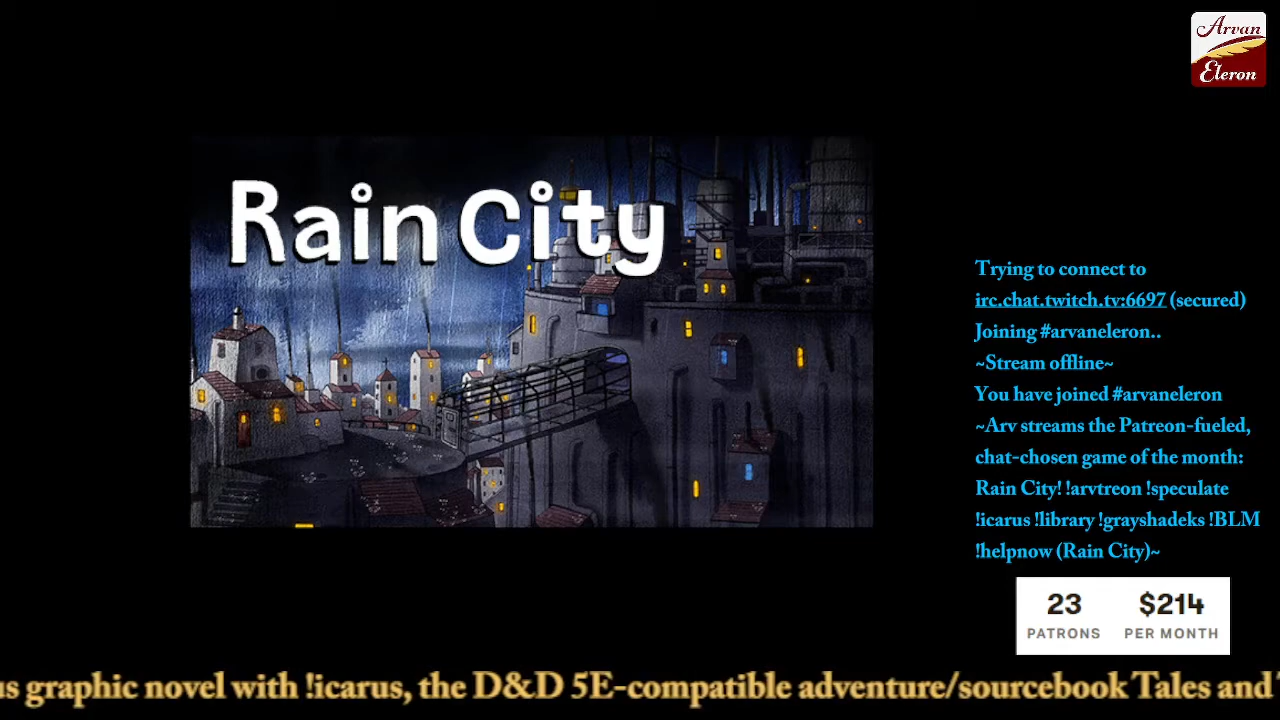 Arvan
Eleron
Rain City
Trying to connect to
irc.chat.twitch.tv:6697 (secured)
Joining #arvaneleron..
~Stream offline~
You have joined #arvaneleron
~Arv streams the Patreon-fueled,
chat-chosen game of the month:
Rain City! !arvtreon !speculate
!icarus !library !grayshadeks !BLM
!helpnow (Rain City)~
23 $214
PATRONS PER MONTH
us graphic novel with !icarus, the D&D 5E-compatible adventure/sourcebook Tales and